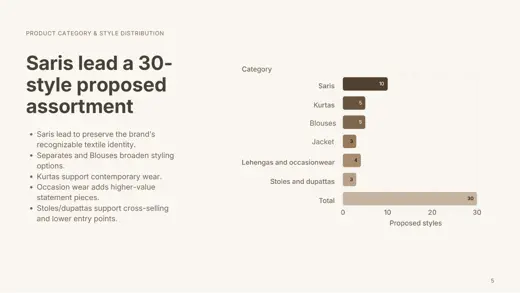 PRODUCT CATEGORY & STYLE DISTRIBUTION
Saris lead a 30-
style proposed
assortment
• Saris lead to preserve the brand's
recognizable textile identity.
• Separates and Blouses broaden styling
options.
• Kurtas support contemporary wear.
• Occasion wear adds higher-value
statement pieces.
• Stoles/dupattas support cross-selling
and lower entry points.
Category
Saris 10
Kurtas 5
Blouses 5
Jacket 3
Lehengas and occasionwear 4
Stoles and dupattas 3
Total 30
0 10 20 30
Proposed styles
5